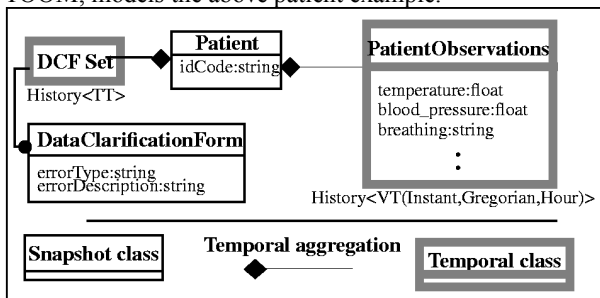 TOOM, models the above patient example.
DCF Set
Patient
idCode:string
PatientObservations
temperature:float
blood_pressure:float
breathing:string
History<TT>
DataClarificationForm
errorType:string
errorDescription:string
History<VT(Instant,Gregorian,Hour)>
Snapshot class
Temporal aggregation
Temporal class